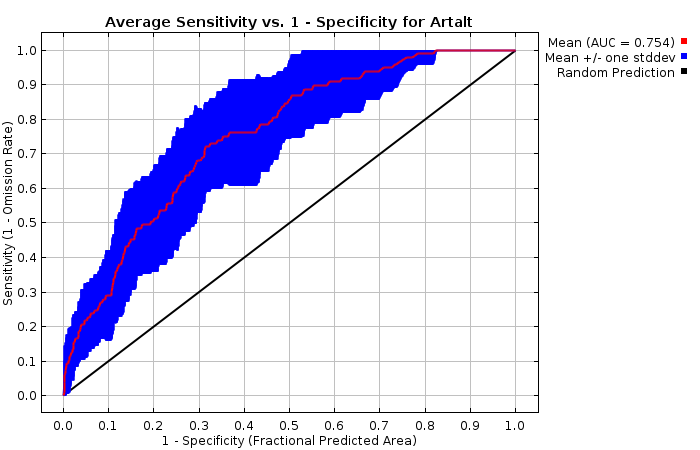 Average Sensitivity vs. 1 - Specificity for Artalt
Mean (AUC = 0.754)
Mean +/- one stddev
Random Prediction
Sensitivity (1 - Omission Rate)
1.0
0.9
0.8
0.7
0.6
0.5
0.4
0.3
0.2
0.1
0.0
0.0 0.1 0.2 0.3 0.4 0.5 0.6 0.7 0.8 0.9 1.0
1 - Specificity (Fractional Predicted Area)